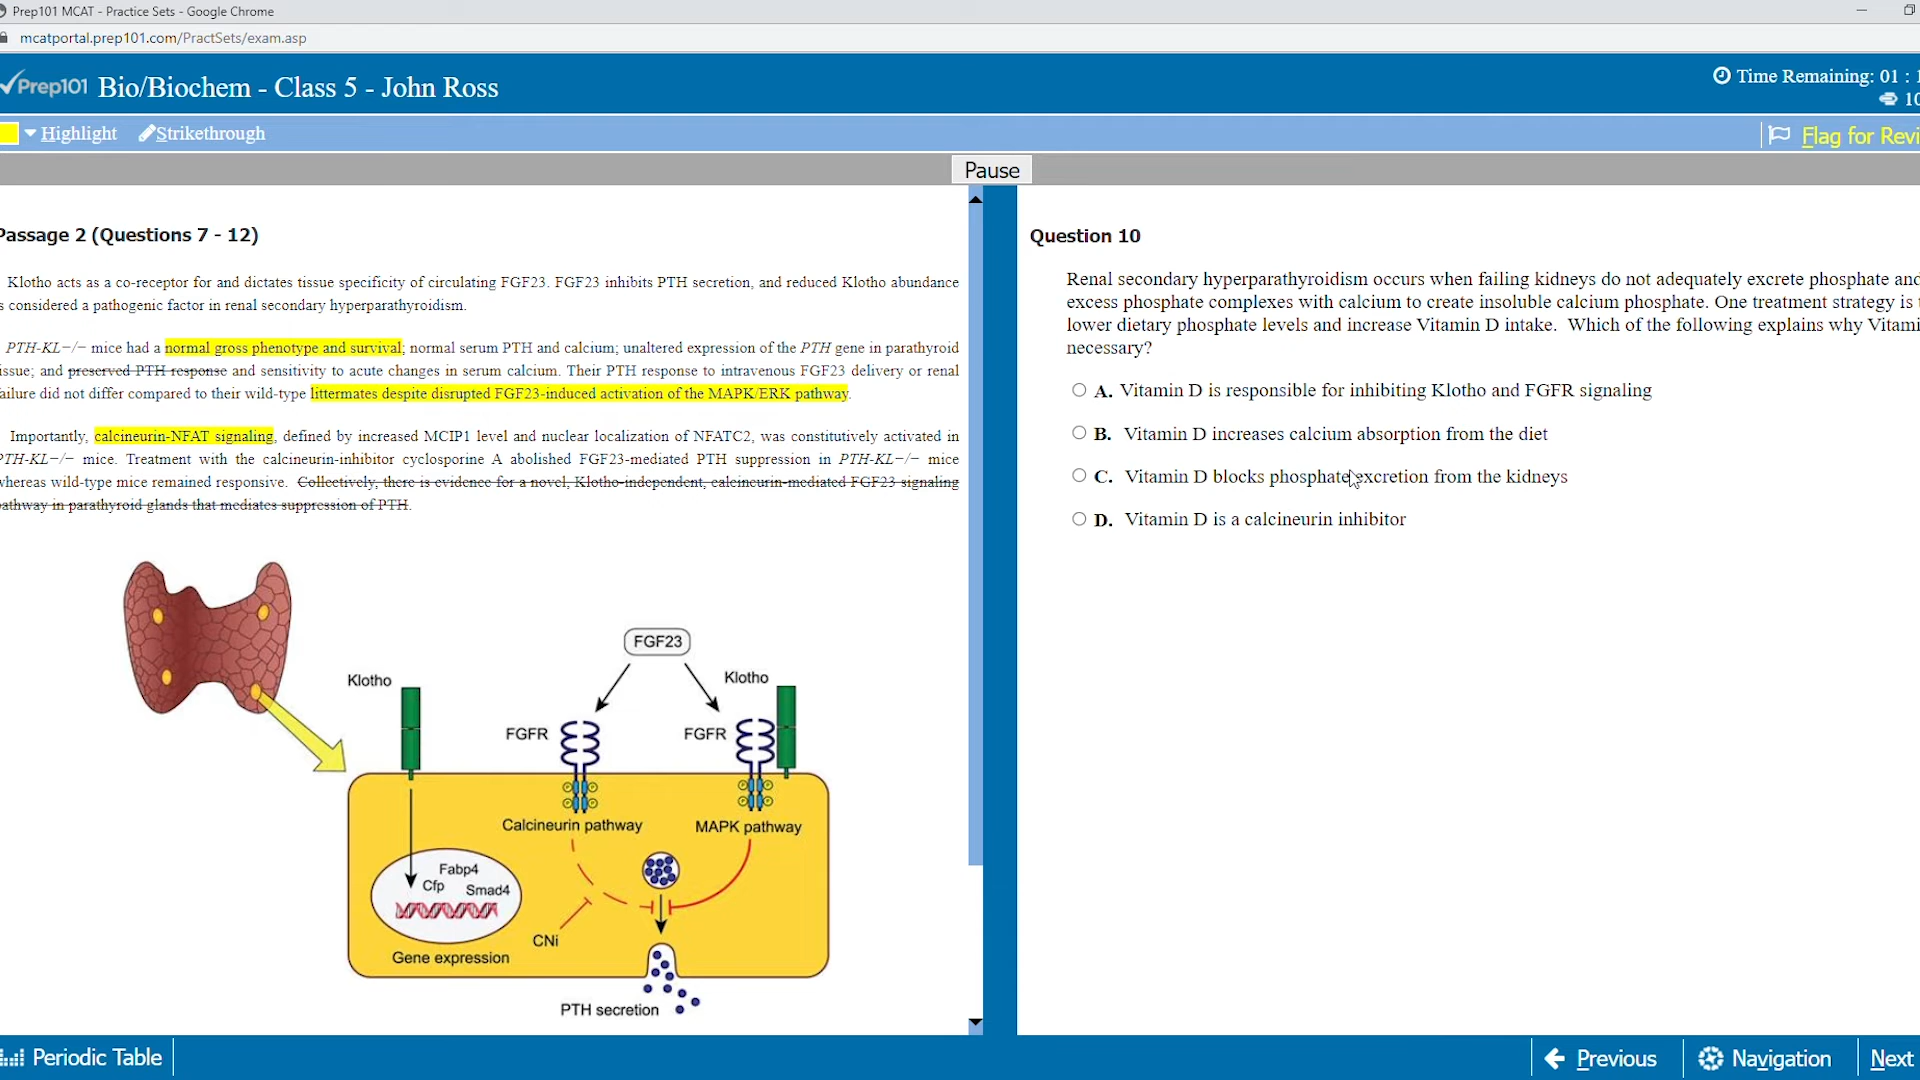 Prep101 MCAT - Practice Sets - Google Chrome
mcatportal.prep101.com/PractSets/exam.asp
Prep101 Bio/Biochem - Class 5 - John Ross
Time Remaining: 01 :
10
Highlight Strikethrough
Flag for Revi
Pause
Passage 2 (Questions 7 - 12)
Klotho acts as a co-receptor for and dictates tissue specificity of circulating FGF23. FGF23 inhibits PTH secretion, and reduced Klotho abundance
s considered a pathogenic factor in renal secondary hyperparathyroidism.
PTH-KL−/− mice had a normal gross phenotype and survival; normal serum PTH and calcium; unaltered expression of the PTH gene in parathyroid
issue; and preserved PTH response and sensitivity to acute changes in serum calcium. Their PTH response to intravenous FGF23 delivery or renal
ailure did not differ compared to their wild-type littermates despite disrupted FGF23-induced activation of the MAPK/ERK pathway.
Importantly, calcineurin-NFAT signaling, defined by increased MCIP1 level and nuclear localization of NFATC2, was constitutively activated in
PTH-KL−/− mice. Treatment with the calcineurin-inhibitor cyclosporine A abolished FGF23-mediated PTH suppression in PTH-KL−/− mice
whereas wild-type mice remained responsive. Collectively, there is evidence for a novel, Klotho-independent, calcineurin-mediated FGF23 signaling
athway in parathyroid glands that mediates suppression of PTH.
FGF23
Klotho
Klotho
FGFR
FGFR
Calcineurin pathway
MAPK pathway
Fabp4
Cfp
Smad4
CNi
Gene expression
PTH secretion
Question 10
Renal secondary hyperparathyroidism occurs when failing kidneys do not adequately excrete phosphate and
excess phosphate complexes with calcium to create insoluble calcium phosphate. One treatment strategy is
lower dietary phosphate levels and increase Vitamin D intake. Which of the following explains why Vitami
necessary?
A. Vitamin D is responsible for inhibiting Klotho and FGFR signaling
B. Vitamin D increases calcium absorption from the diet
C. Vitamin D blocks phosphate excretion from the kidneys
D. Vitamin D is a calcineurin inhibitor
Periodic Table
Previous
Navigation
Next